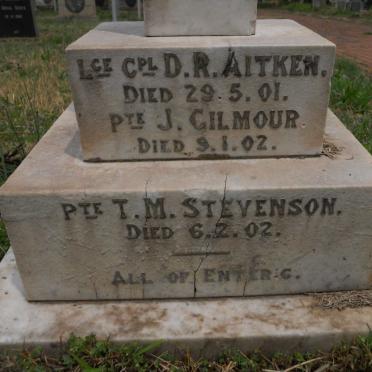 LCE CPL D. R. AITKEN.
DIED 29. 5. 01.
PTE J. GILMOUR
DIED 9. 1. 02.
PTE T. M. STEVENSON.
DIED 6. 2. 02.
ALL OF ENTERG.